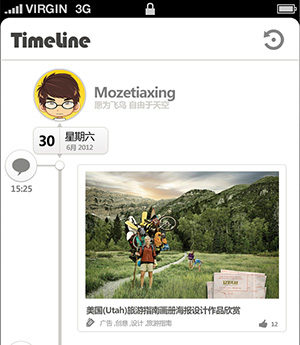 VIRGIN 3G
Timeline
Mozetiaxing
愿为飞鸟 自由于天空
30
星期六
6月 2012
15:25
美国(Utah)旅游指南画册海报设计作品欣赏
广告 ,创意 ,设计 ,旅游指南
12